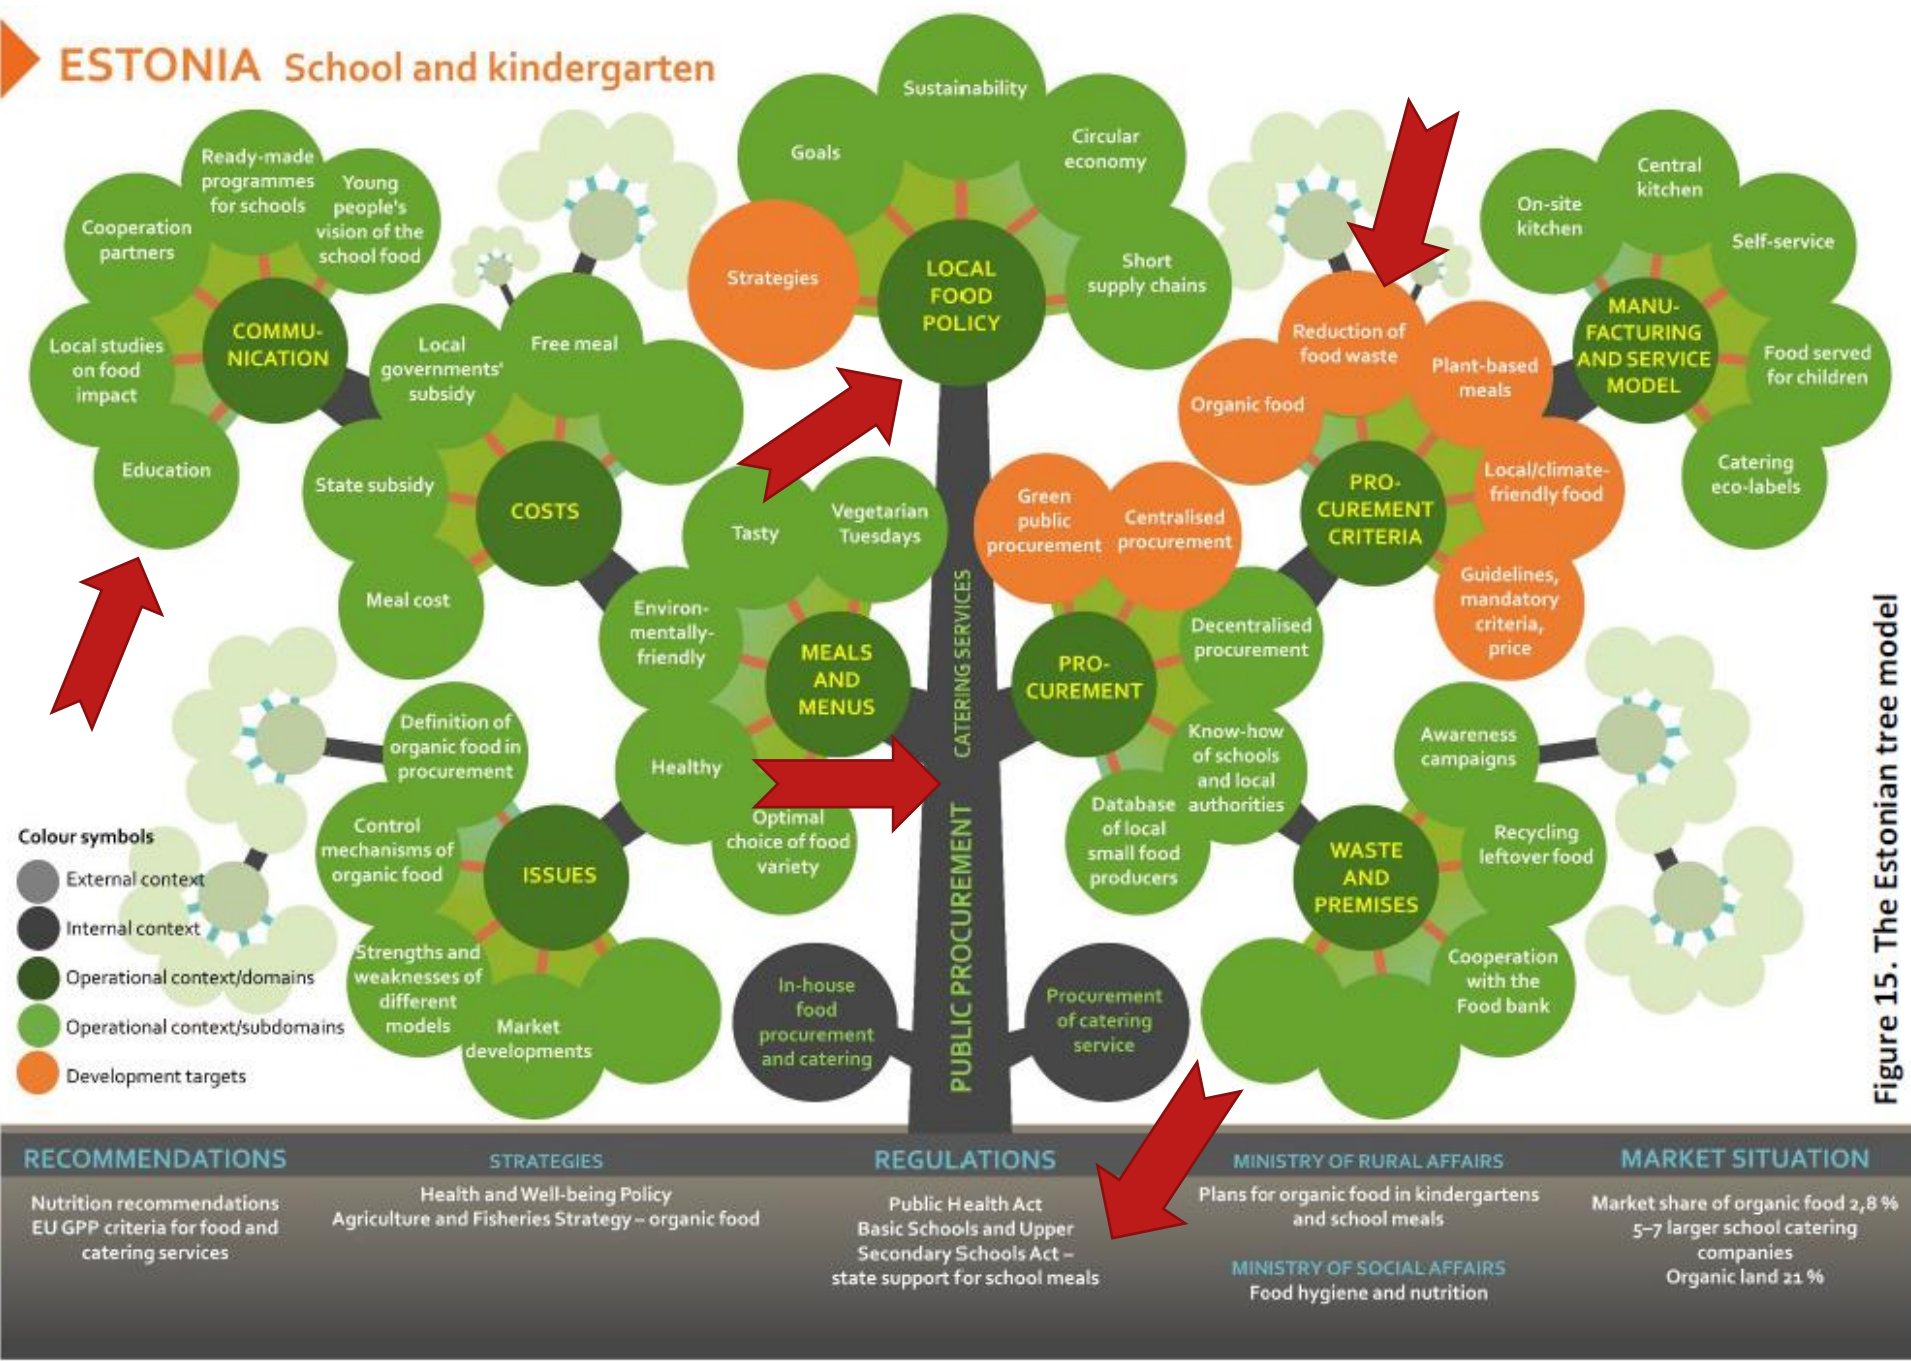 ESTONIA School and kindergarten
Sustainability
Goals
Circular
economy
Strategies
Short
supply chains
LOCAL
FOOD
POLICY
Ready-made
programmes
for schools
Young
people's
vision of the
school food
Cooperation
partners
Local studies
on food
impact
Education
COMMU-
NICATION
Local
governments'
subsidy
Free meal
State subsidy
Meal cost
COSTS
Tasty
Vegetarian
Tuesdays
Environ-
mentally-
friendly
Healthy
Optimal
choice of food
variety
MEALS
AND
MENUS
Definition of
organic food in
procurement
Control
mechanisms of
organic food
Strengths and
weaknesses of
different
models
Market
developments
ISSUES
Green
public
procurement
Centralised
procurement
Decentralised
procurement
Know-how
of schools
and local
authorities
Database
of local
small food
producers
PRO-
CUREMENT
Organic food
Reduction of
food waste
Plant-based
meals
Local/climate-
friendly food
Guidelines,
mandatory
criteria,
price
PRO-
CUREMENT
CRITERIA
On-site
kitchen
Central
kitchen
Self-service
Food served
for children
Catering
eco-labels
MANU-
FACTURING
AND SERVICE
MODEL
Awareness
campaigns
Recycling
leftover food
Cooperation
with the
Food bank
WASTE
AND
PREMISES
PUBLIC PROCUREMENT CATERING SERVICES
In-house
food
procurement
and catering
Procurement
of catering
service
Colour symbols
External context
Internal context
Operational context/domains
Operational context/subdomains
Development targets
Figure 15. The Estonian tree model
RECOMMENDATIONS
Nutrition recommendations
EU GPP criteria for food and
catering services
STRATEGIES
Health and Well-being Policy
Agriculture and Fisheries Strategy – organic food
REGULATIONS
Public Health Act
Basic Schools and Upper
Secondary Schools Act –
state support for school meals
MINISTRY OF RURAL AFFAIRS
Plans for organic food in kindergartens
and school meals
MINISTRY OF SOCIAL AFFAIRS
Food hygiene and nutrition
MARKET SITUATION
Market share of organic food 2,8 %
5–7 larger school catering
companies
Organic land 21 %